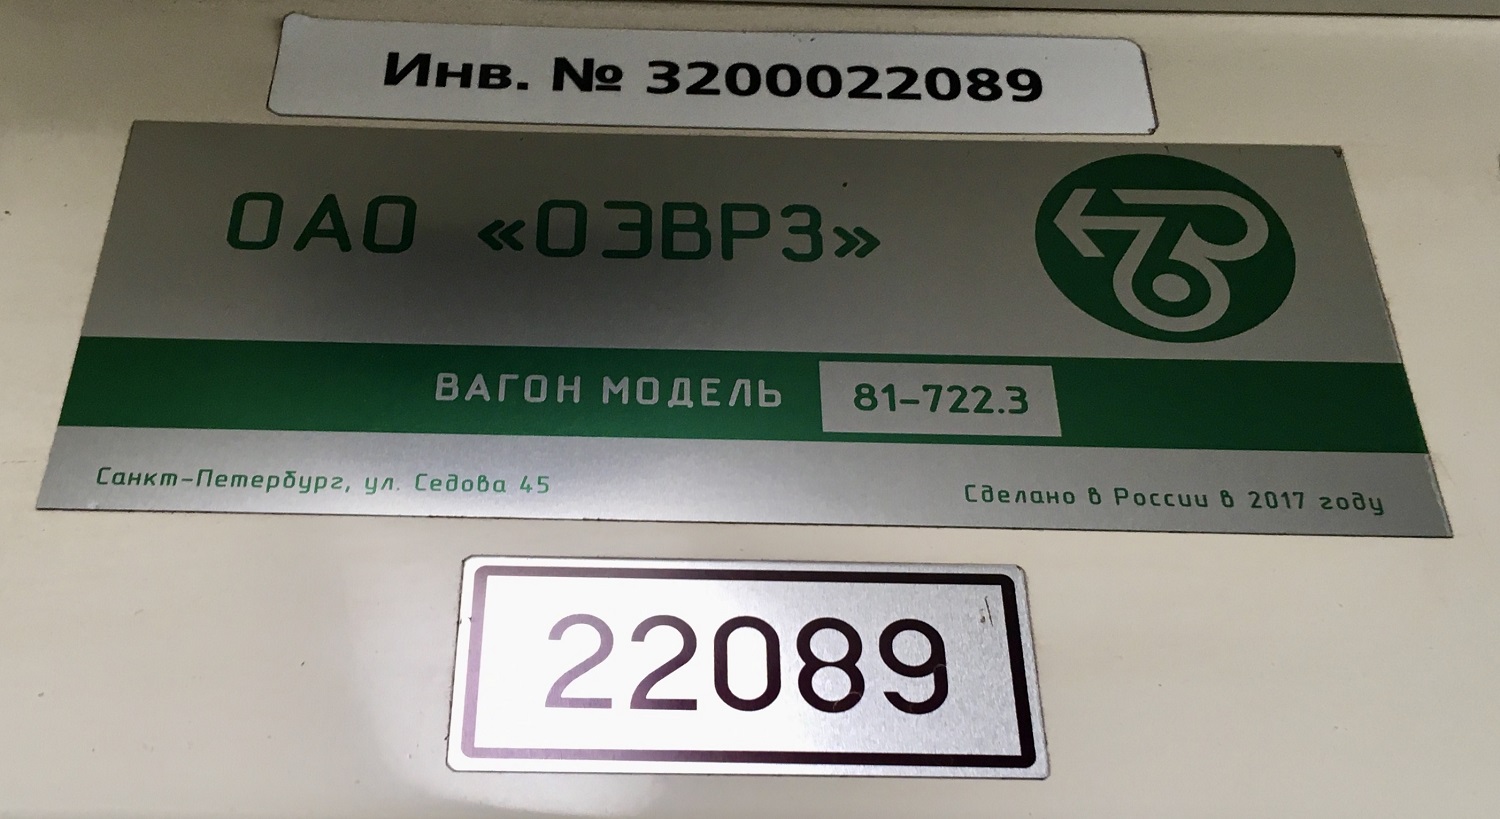 Инв. № 3200022089
ОАО «ОЭВРЗ»
ВАГОН МОДЕЛЬ 81-722.3
Санкт-Петербург, ул. Седова 45
Сделано в России в 2017 году
22089